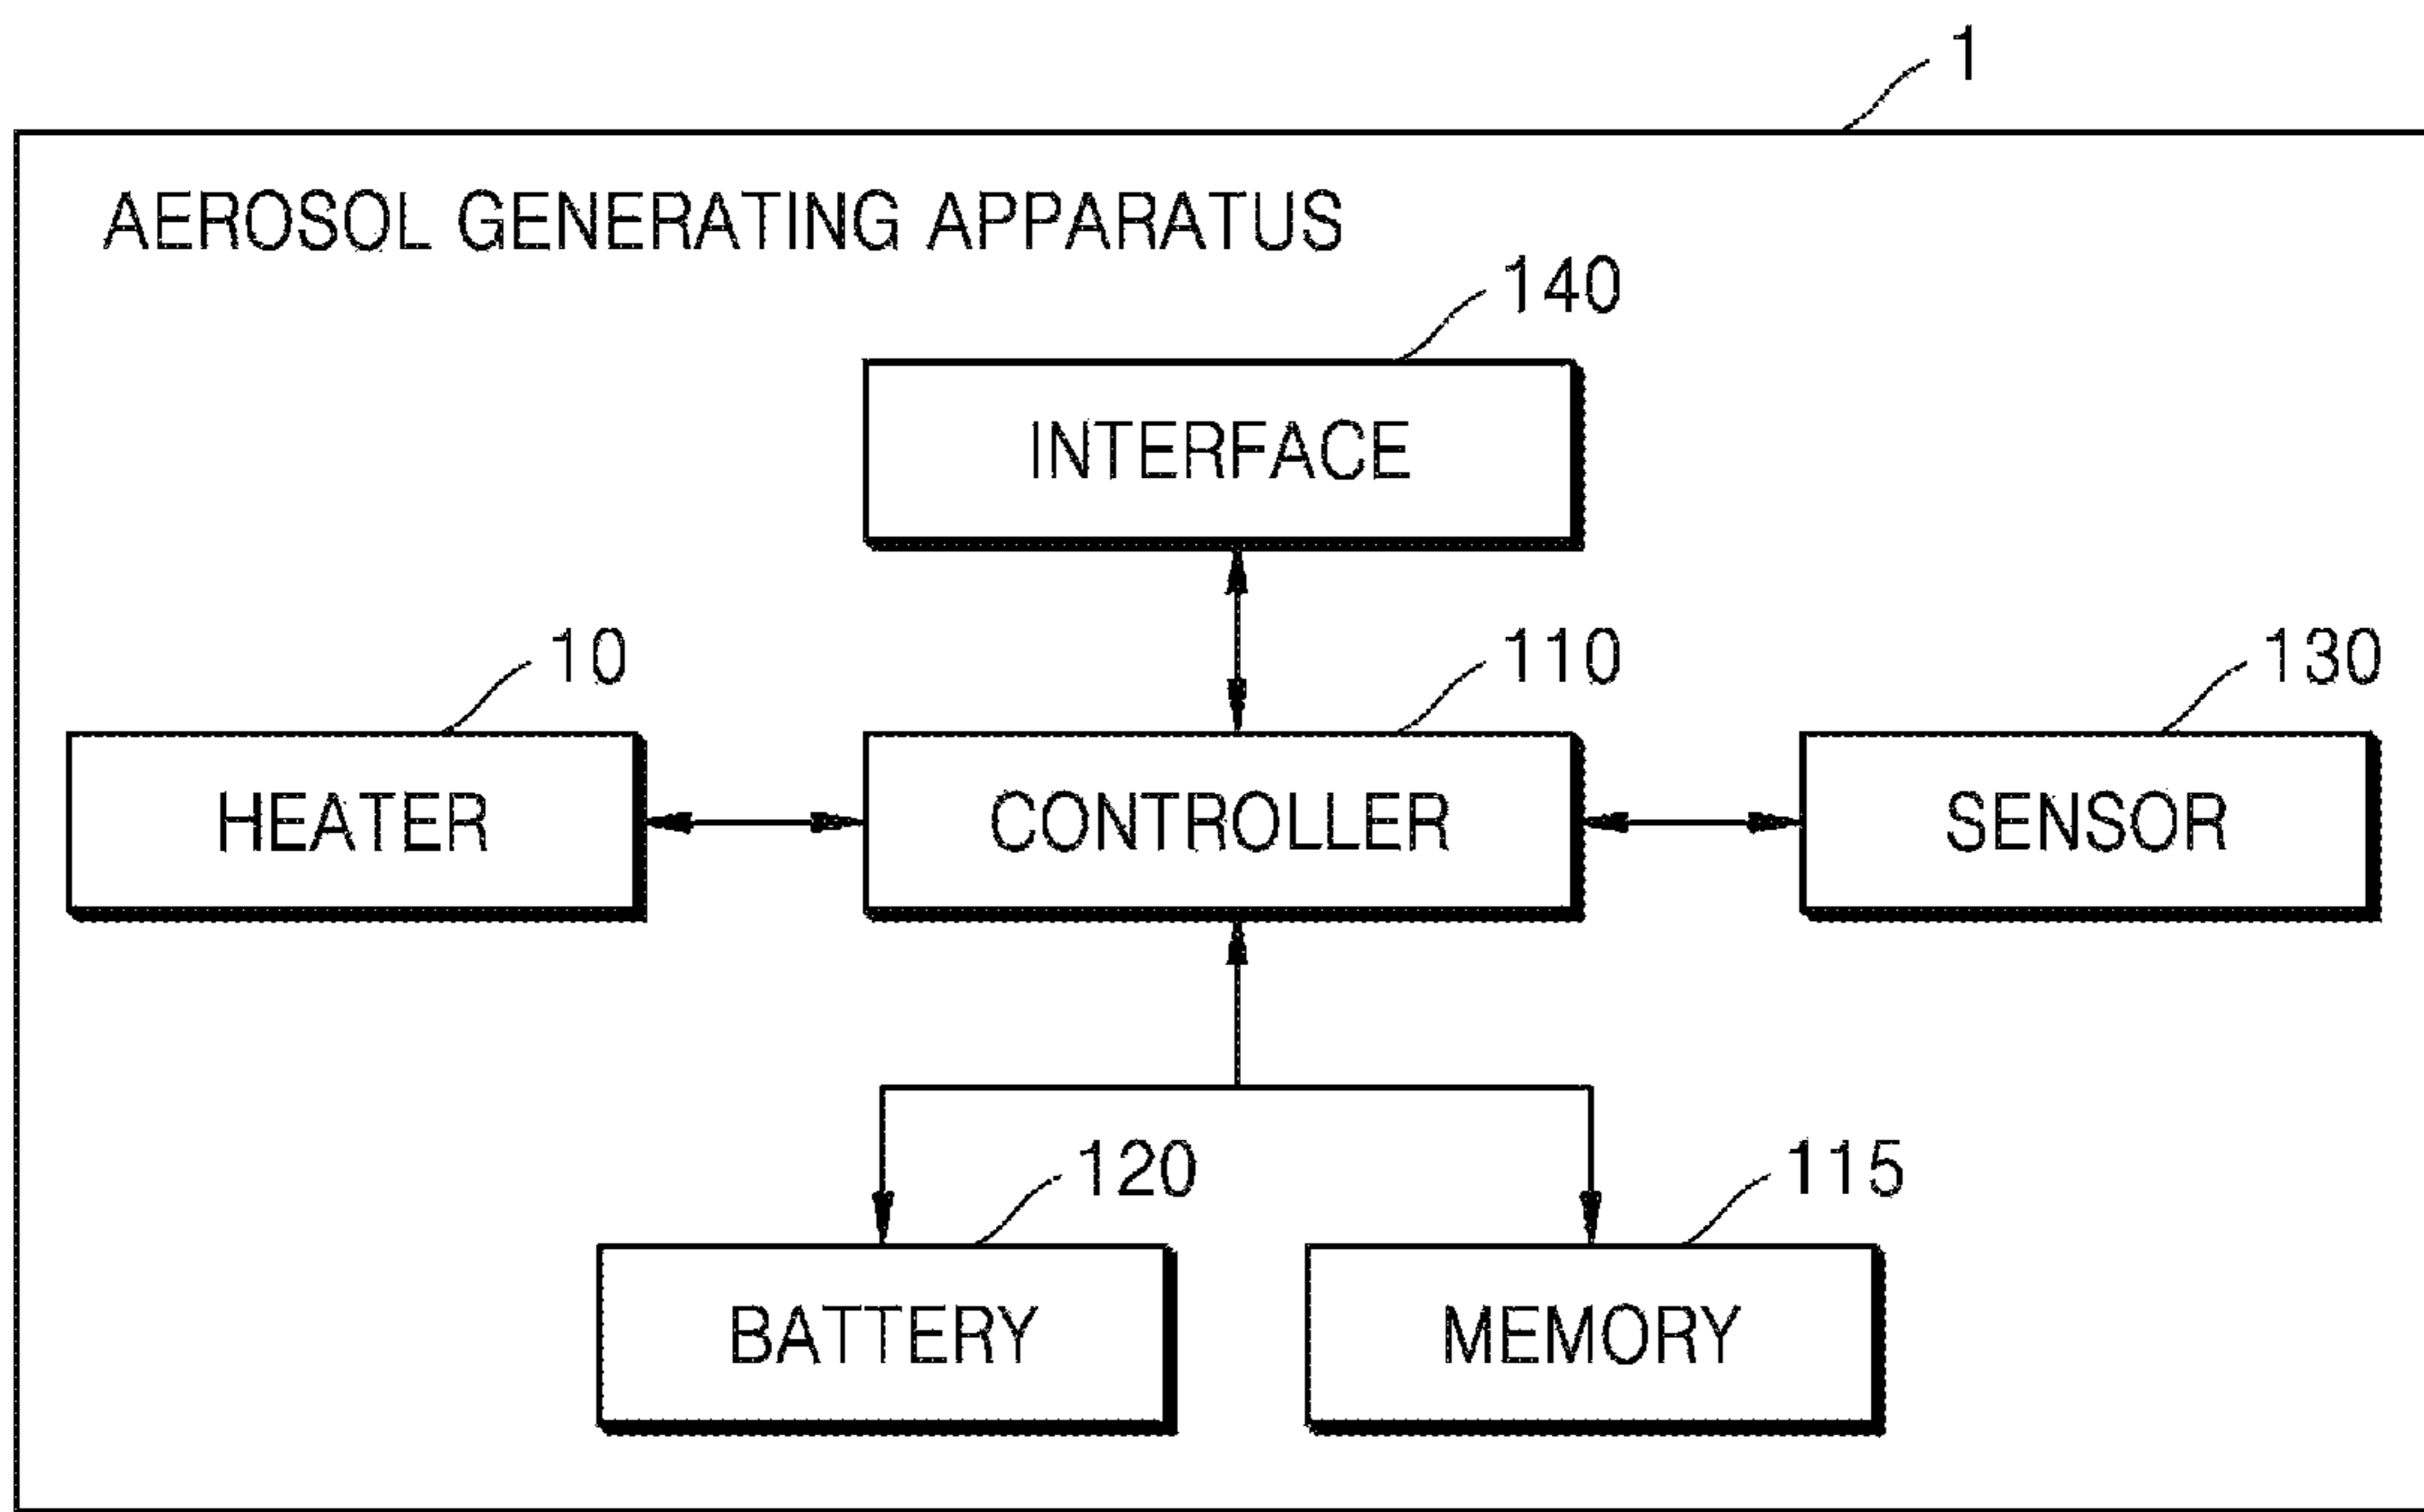 1
AEROSOL GENERATING APPARATUS
140
INTERFACE
10
110
130
HEATER
CONTROLLER
SENSOR
120
115
BATTERY
MEMORY